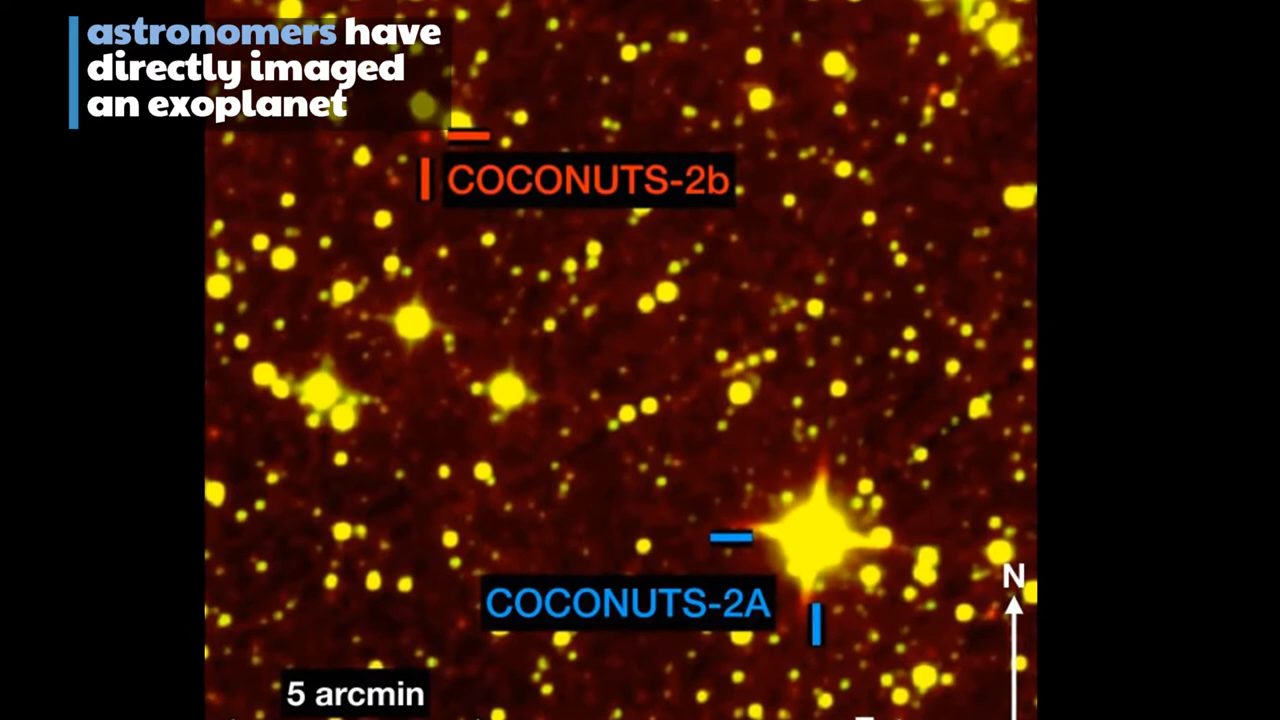 astronomers have
directly imaged
an exoplanet
COCONUTS-2b
COCONUTS-2A
N
5 arcmin